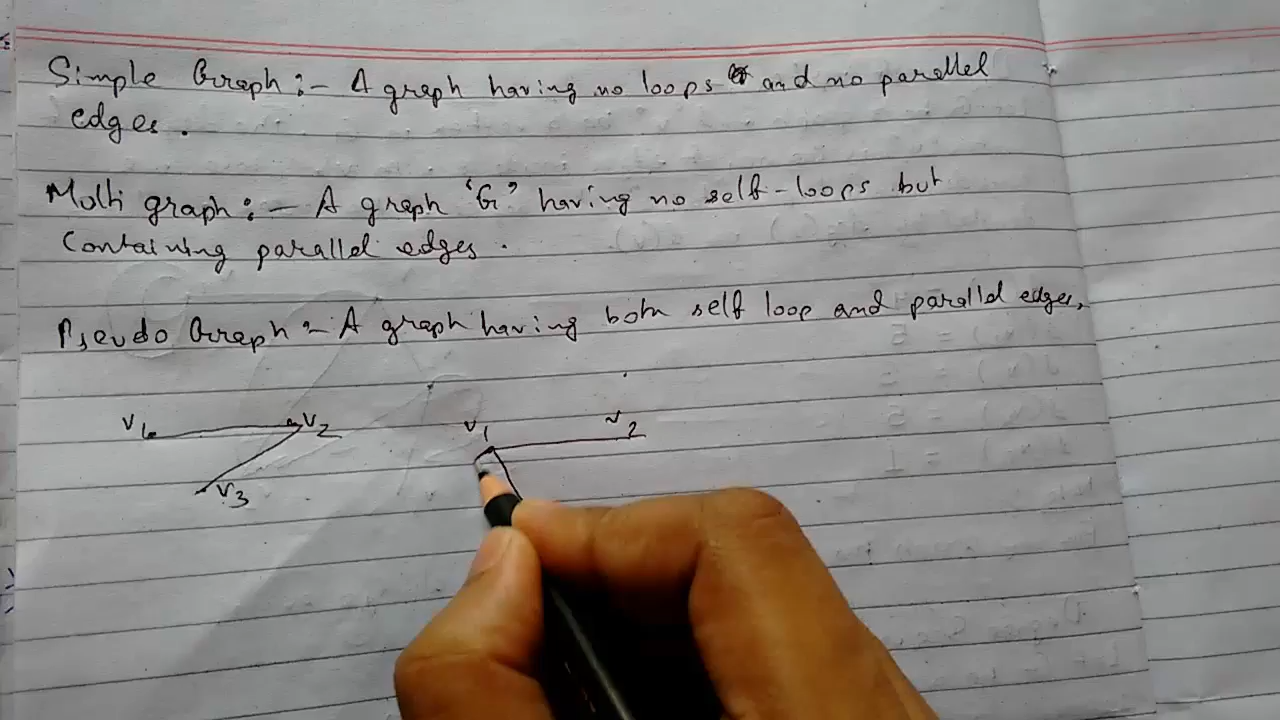 Simple Graph :- A graph having no loops and no parallel
edges .
Multi graph :- A graph 'G' having no self-loops but
Containing parallel edges .
Pseudo Graph :- A graph having both self loop and parallel edges,
V1 V2 V1 V2
V3